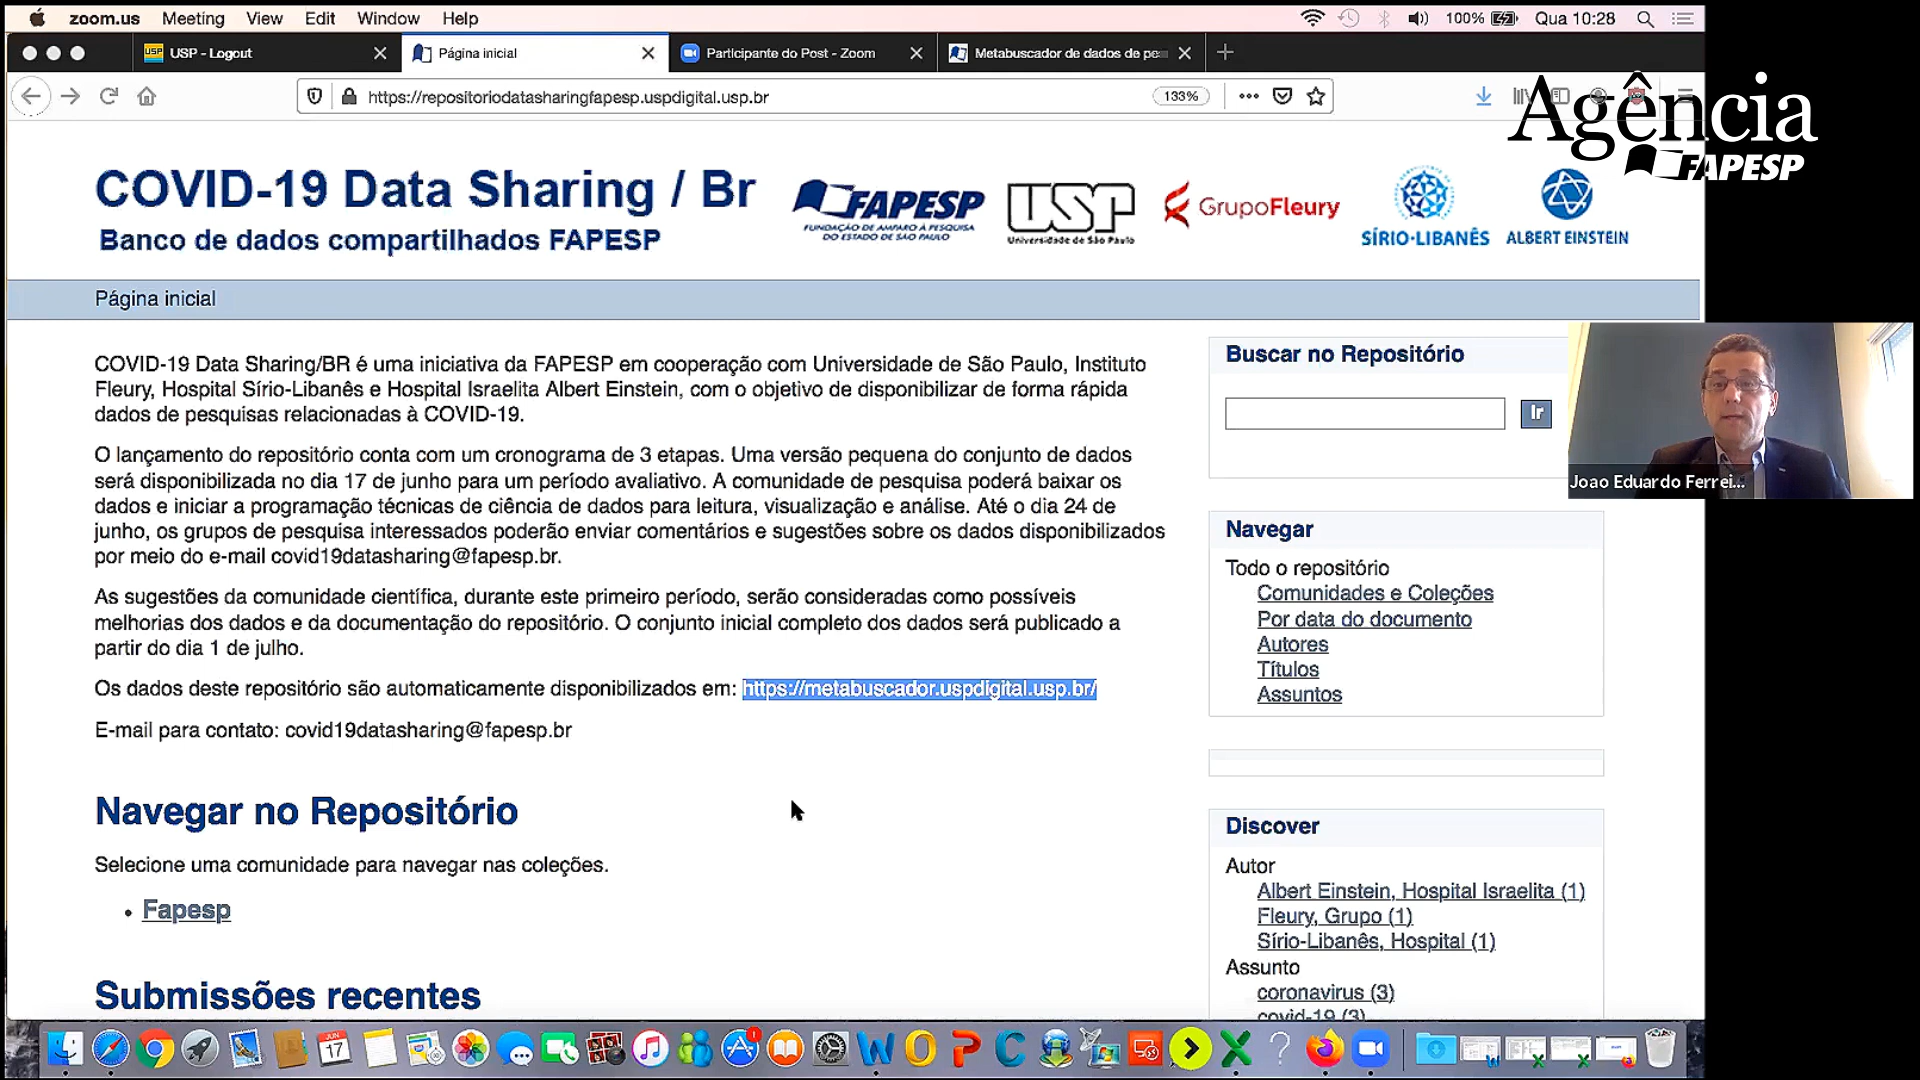 zoom.us Meeting View Edit Window Help 100% Qua 10:28
USP - Logout
Página inicial
Participante do Post - Zoom
Metabuscador de dados de pe
https://repositoriodatasharingfapesp.uspdigital.usp.br
133%
Agência
FAPESP
COVID-19 Data Sharing / Br
Banco de dados compartilhados FAPESP
FAPESP
FUNDAÇÃO DE AMPARO À PESQUISA
DO ESTADO DE SÃO PAULO
USP
Universidade de São Paulo
GrupoFleury
SÍRIO-LIBANÊS
ALBERT EINSTEIN
Página inicial
COVID-19 Data Sharing/BR é uma iniciativa da FAPESP em cooperação com Universidade de São Paulo, Instituto
Fleury, Hospital Sírio-Libanês e Hospital Israelita Albert Einstein, com o objetivo de disponibilizar de forma rápida
dados de pesquisas relacionadas à COVID-19.
O lançamento do repositório conta com um cronograma de 3 etapas. Uma versão pequena do conjunto de dados
será disponibilizada no dia 17 de junho para um período avaliativo. A comunidade de pesquisa poderá baixar os
dados e iniciar a programação técnicas de ciência de dados para leitura, visualização e análise. Até o dia 24 de
junho, os grupos de pesquisa interessados poderão enviar comentários e sugestões sobre os dados disponibilizados
por meio do e-mail covid19datasharing@fapesp.br.
As sugestões da comunidade científica, durante este primeiro período, serão consideradas como possíveis
melhorias dos dados e da documentação do repositório. O conjunto inicial completo dos dados será publicado a
partir do dia 1 de julho.
Os dados deste repositório são automaticamente disponibilizados em: https://metabuscador.uspdigital.usp.br/
E-mail para contato: covid19datasharing@fapesp.br
Navegar no Repositório
Selecione uma comunidade para navegar nas coleções.
Fapesp
Submissões recentes
Buscar no Repositório
Ir
Joao Eduardo Ferrei...
Navegar
Todo o repositório
Comunidades e Coleções
Por data do documento
Autores
Títulos
Assuntos
Discover
Autor
Albert Einstein, Hospital Israelita (1)
Fleury, Grupo (1)
Sírio-Libanês, Hospital (1)
Assunto
coronavirus (3)
covid-19 (3)
JUN
17